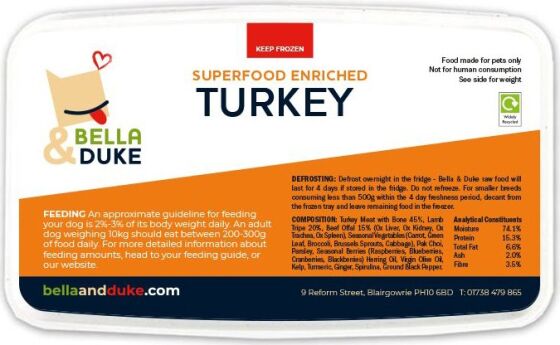 KEEP FROZEN
SUPERFOOD ENRICHED
TURKEY
Food made for pets only
Not for human consumption
See side for weight
Widely
Recycled
BELLA
& DUKE
DEFROSTING: Defrost overnight in the fridge - Bella & Duke raw food will
last for 4 days if stored in the fridge. Do not refreeze. For smaller breeds
consuming less than 500g within the 4 day freshness period, decant from
the frozen tray and leave remaining food in the freezer.
FEEDING An approximate guideline for feeding
your dog is 2%-3% of its body weight daily. An adult
dog weighing 10kg should eat between 200-300g
of food daily. For more detailed information about
feeding amounts, head to your feeding guide, or
our website.
COMPOSITION: Turkey Meat with Bone 45%, Lamb
Tripe 20%, Beef Offal 15% (Ox Liver, Ox Kidney, Ox
Trachea, Ox Spleen), Seasonal Vegetables (Carrot, Green
Leaf, Broccoli, Brussels Sprouts, Cabbage), Pak Choi,
Parsley, Seasonal Berries (Raspberries, Blueberries,
Cranberries, Blackberries) Herring Oil, Virgin Olive Oil,
Kelp, Turmeric, Ginger, Spirulina, Ground Black Pepper.
Analytical Constituents
Moisture 74.1%
Protein 15.3%
Total Fat 6.6%
Ash 2.0%
Fibre 3.5%
bellaandduke.com
9 Reform Street, Blairgowrie PH10 6BD T: 01738 479 865